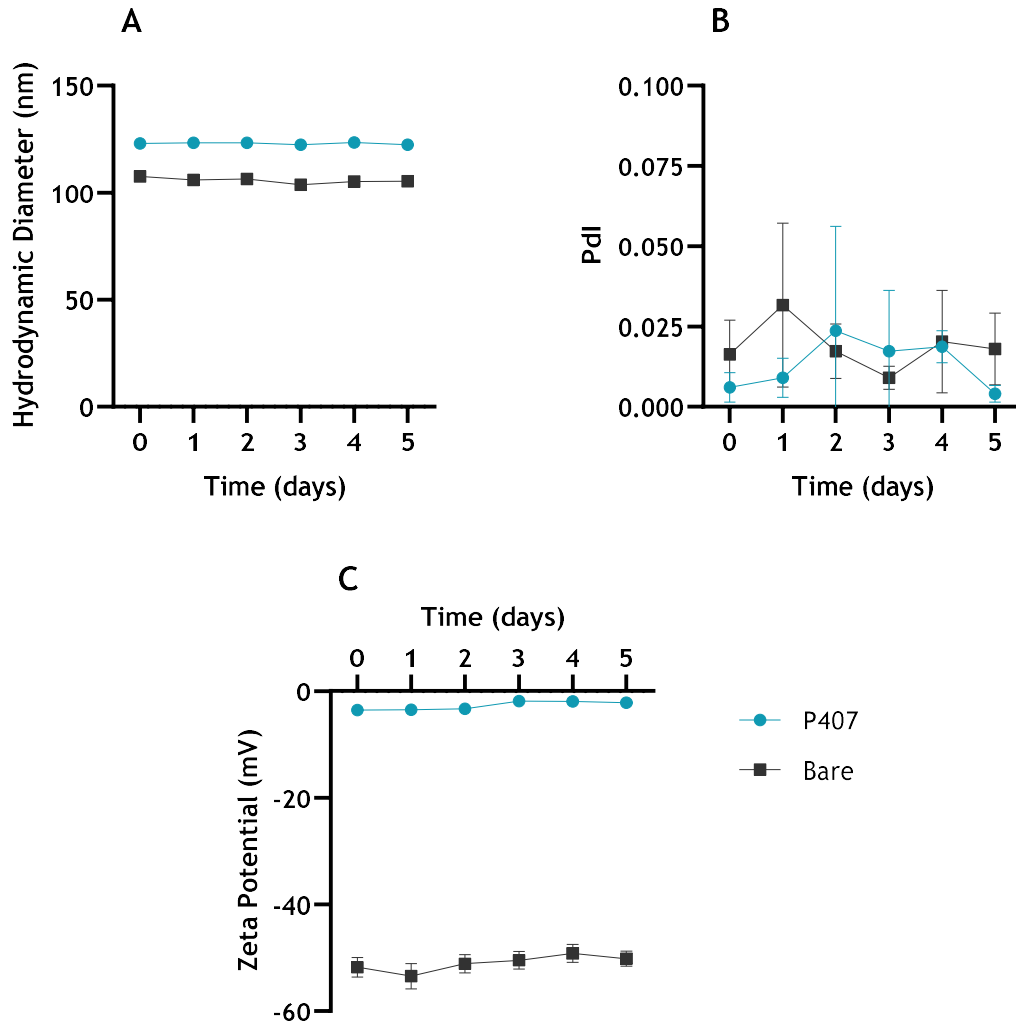 A
Hydrodynamic Diameter (nm)
150
100
50
0
0 1 2 3 4 5
Time (days)
B
PdI
0.100
0.075
0.050
0.025
0.000
0 1 2 3 4 5
Time (days)
C
Time (days)
0 1 2 3 4 5
Zeta Potential (mV)
0
-20
-40
-60
P407
Bare